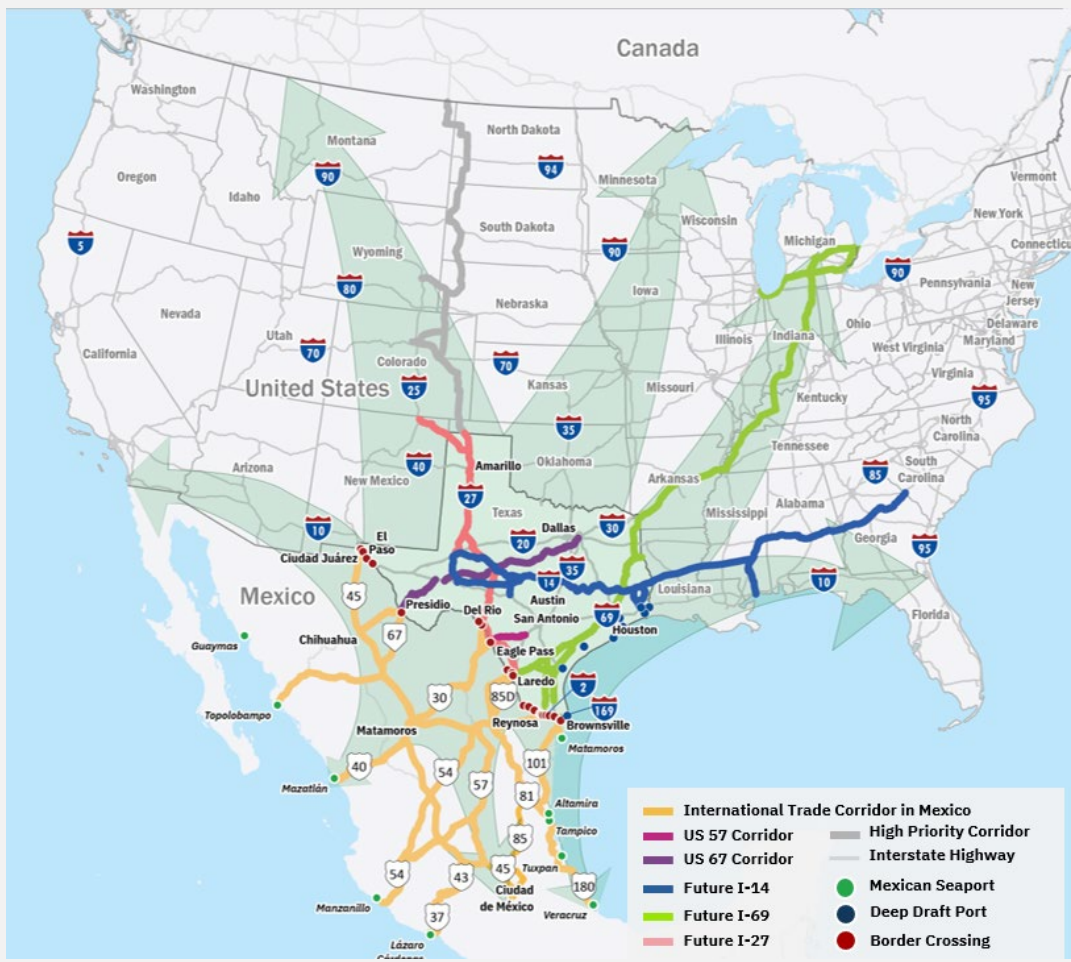 Canada
Washington
Montana
North Dakota
90
94
Minnesota
Oregon
Idaho
Vermont
Wisconsin
New York
South Dakota
5
Michigan
Connecticu
Wyoming
90
90
80
Pennsylvania
New
Jersey
Iowa
Nebraska
Nevada
Ohio
Delaware
Utah
Illinois
Indiana
Maryland
West Virginia
70
California
Colorado
70
Virginia
United States
Kansas
Missouri
25
Kentucky
95
35
North
Carolina
Tennessee
40
Amarillo
Oklahoma
Arizona
South
Carolina
85
New Mexico
Arkansas
27
Alabama
Mississippi
Texas
10
Dallas
30
El
Paso
20
Georgia
Ciudad Juárez
95
35
14
10
Louisiana
Mexico
45
Austin
Presidio
Del Rio
69
Florida
San Antonio
67
Houston
Chihuahua
Guaymas
Eagle Pass
Laredo
2
30
85D
169
Topolobampo
Reynosa
Brownsville
Matamoros
Matamoros
101
40
54
57
Mazatlán
81
Altamira
International Trade Corridor in Mexico
US 57 Corridor
High Priority Corridor
Tampico
85
US 67 Corridor
Interstate Highway
Tuxpan
54
43
45
180
Future I-14
Mexican Seaport
Ciudad
de México
Manzanillo
Veracruz
Future I-69
Deep Draft Port
37
Future I-27
Border Crossing
Lázaro
Cárdenas